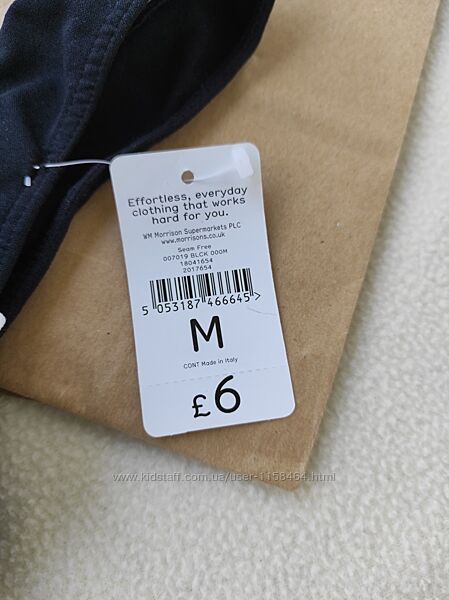 Effortless, everyday
clothing that works
hard for you.
WM Morrison Supermarkets PLC
www.morrisons.co.uk
Seam Free
007019 BLCK 000M
18041654
2017654
5 053187 466645 >
M
CONT Made in Italy
£6
www.kidstaff.com.ua/user-1158464.html